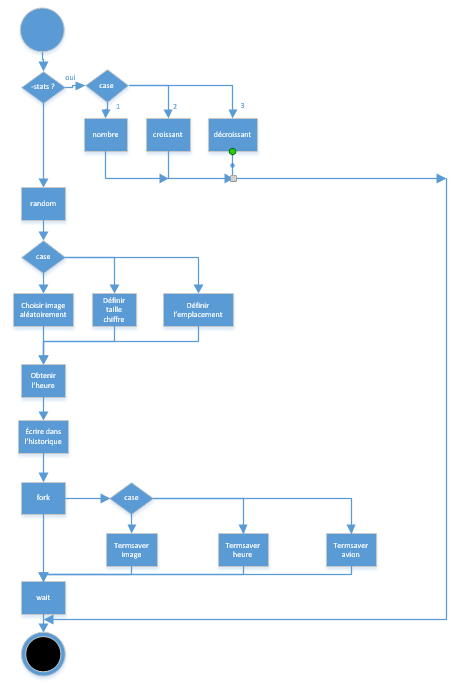 -stats ?
oui
case
1
2
3
nombre
croissant
décroissant
random
case
Choisir image
aléatoirement
Définir
taille
chiffre
Définir
l'emplacement
Obtenir
l'heure
Écrire dans
l'historique
fork
case
Termsaver
image
Termsaver
heure
Termsaver
avion
wait